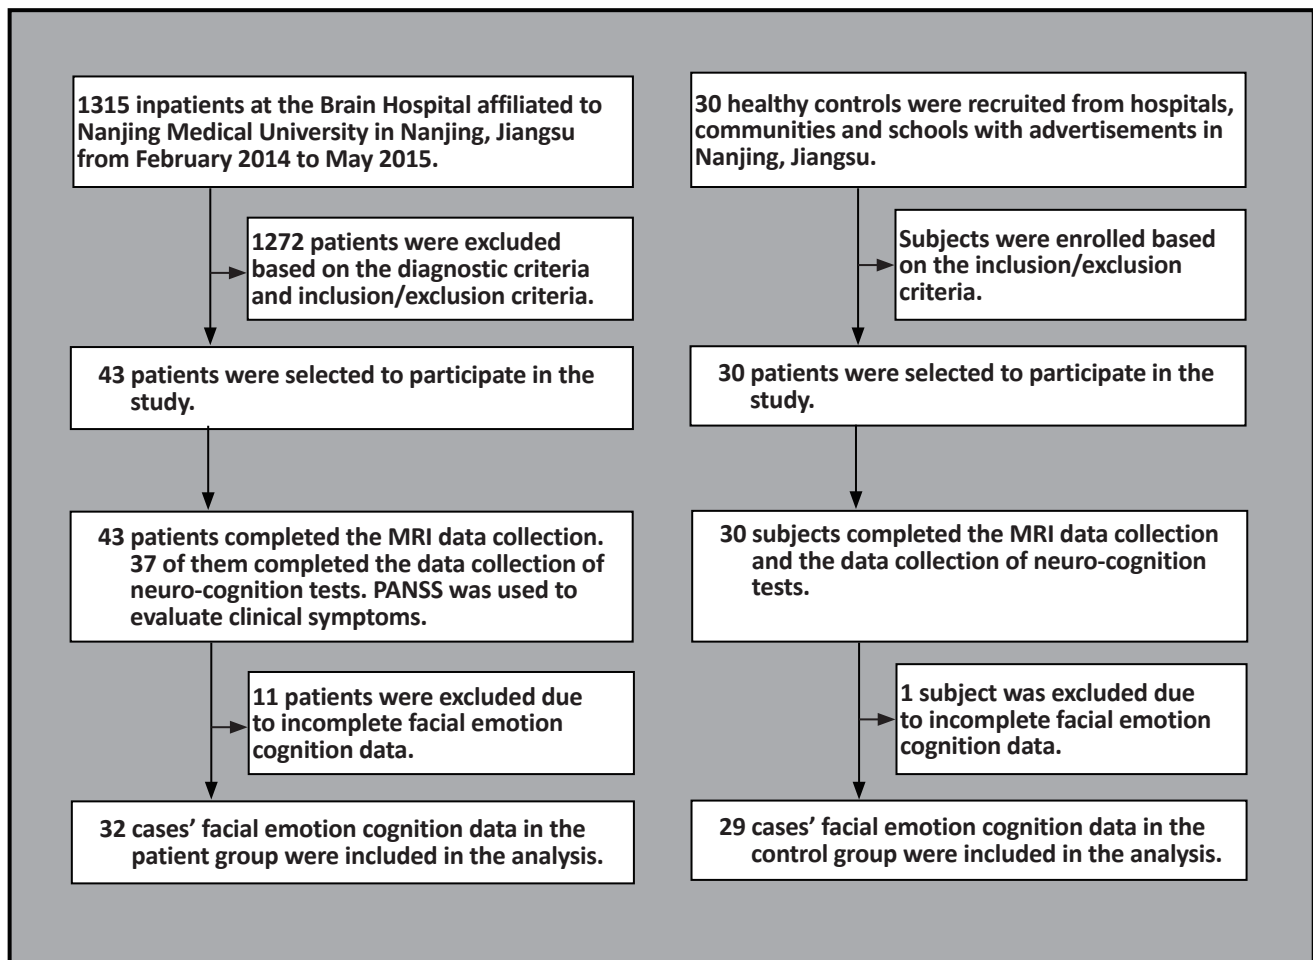 1315 inpatients at the Brain Hospital affiliated to
Nanjing Medical University in Nanjing, Jiangsu
from February 2014 to May 2015.
1272 patients were excluded
based on the diagnostic criteria
and inclusion/exclusion criteria.
43 patients were selected to participate in the
study.
43 patients completed the MRI data collection.
37 of them completed the data collection of
neuro-cognition tests. PANSS was used to
evaluate clinical symptoms.
11 patients were excluded due
to incomplete facial emotion
cognition data.
32 cases’ facial emotion cognition data in the
patient group were included in the analysis.
30 healthy controls were recruited from hospitals,
communities and schools with advertisements in
Nanjing, Jiangsu.
Subjects were enrolled based
on the inclusion/exclusion
criteria.
30 patients were selected to participate in the
study.
30 subjects completed the MRI data collection
and the data collection of neuro-cognition
tests.
1 subject was excluded due
to incomplete facial emotion
cognition data.
29 cases’ facial emotion cognition data in the
control group were included in the analysis.